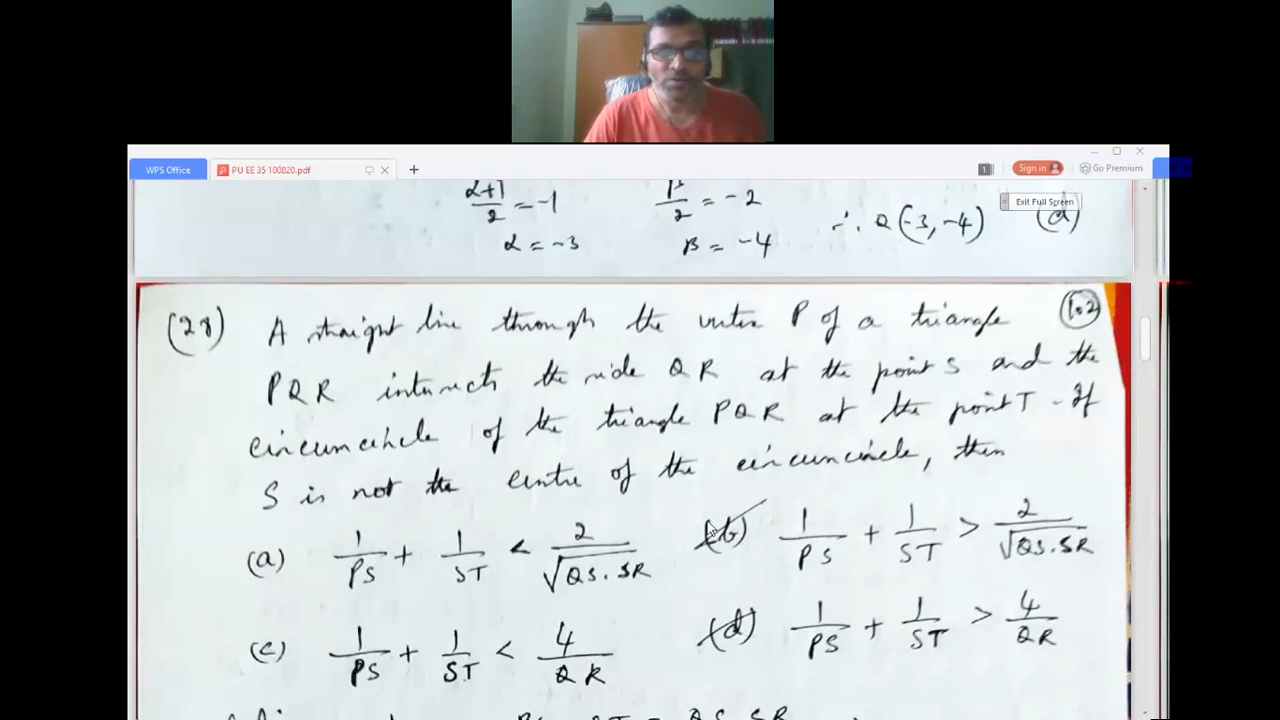 WPS Office
PU EE 35 100820.pdf
Sign in
Go Premium
Exit Full Screen
α+1/2 = -1
/2 = -2
∴ Q(-3, -4) (d)
α = -3
β = -4
(28) A straight line through the vertex P of a triangle (102)
PQR intersects the side QR at the point S and the
circumcircle of the triangle PQR at the point T. If
S is not the centre of the circumcircle, then
(a) 1/PS + 1/ST < 2/√QS.SR (b) 1/PS + 1/ST > 2/√QS.SR
(c) 1/PS + 1/ST < 4/QR (d) 1/PS + 1/ST > 4/QR